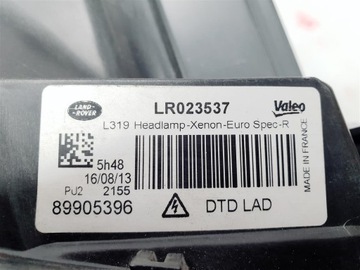 LAND-
ROVER
LR023537
Valeo
L319 Headlamp-Xenon-Euro Spec-R
5h48
16/08/13
PJ2 2155
89905396
DTD LAD
MADE IN FRANCE